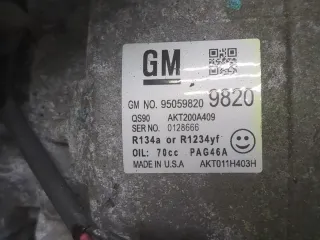 GM
GM NO. 95059820 9820
QS90 AKT200A409
SER NO. 0128666
R134a or R1234yf
OIL: 70cc PAG46A
MADE IN U.S.A AKT011H403H